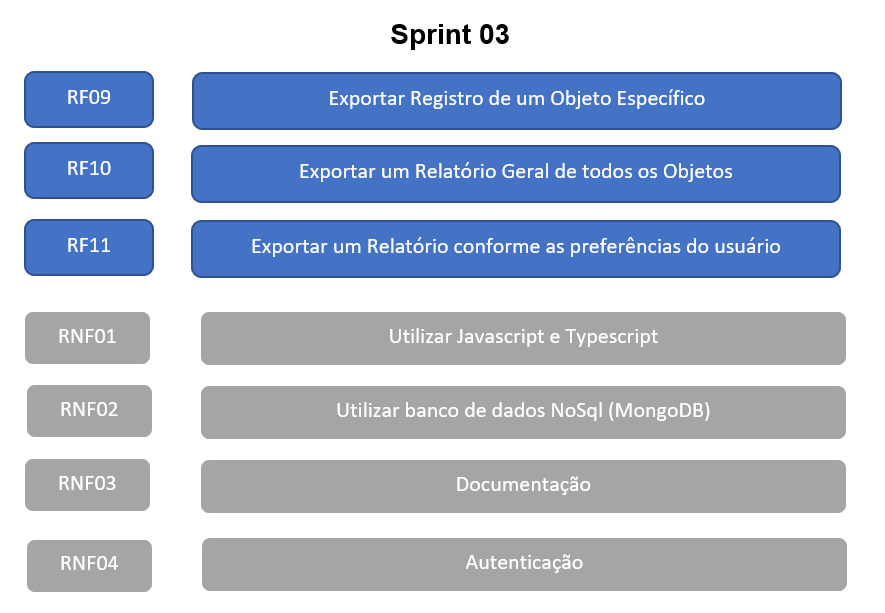 Sprint 03
RF09
Exportar Registro de um Objeto Específico
RF10
Exportar um Relatório Geral de todos os Objetos
RF11
Exportar um Relatório conforme as preferências do usuário
RNF01
Utilizar Javascript e Typescript
RNF02
Utilizar banco de dados NoSql (MongoDB)
RNF03
Documentação
RNF04
Autenticação